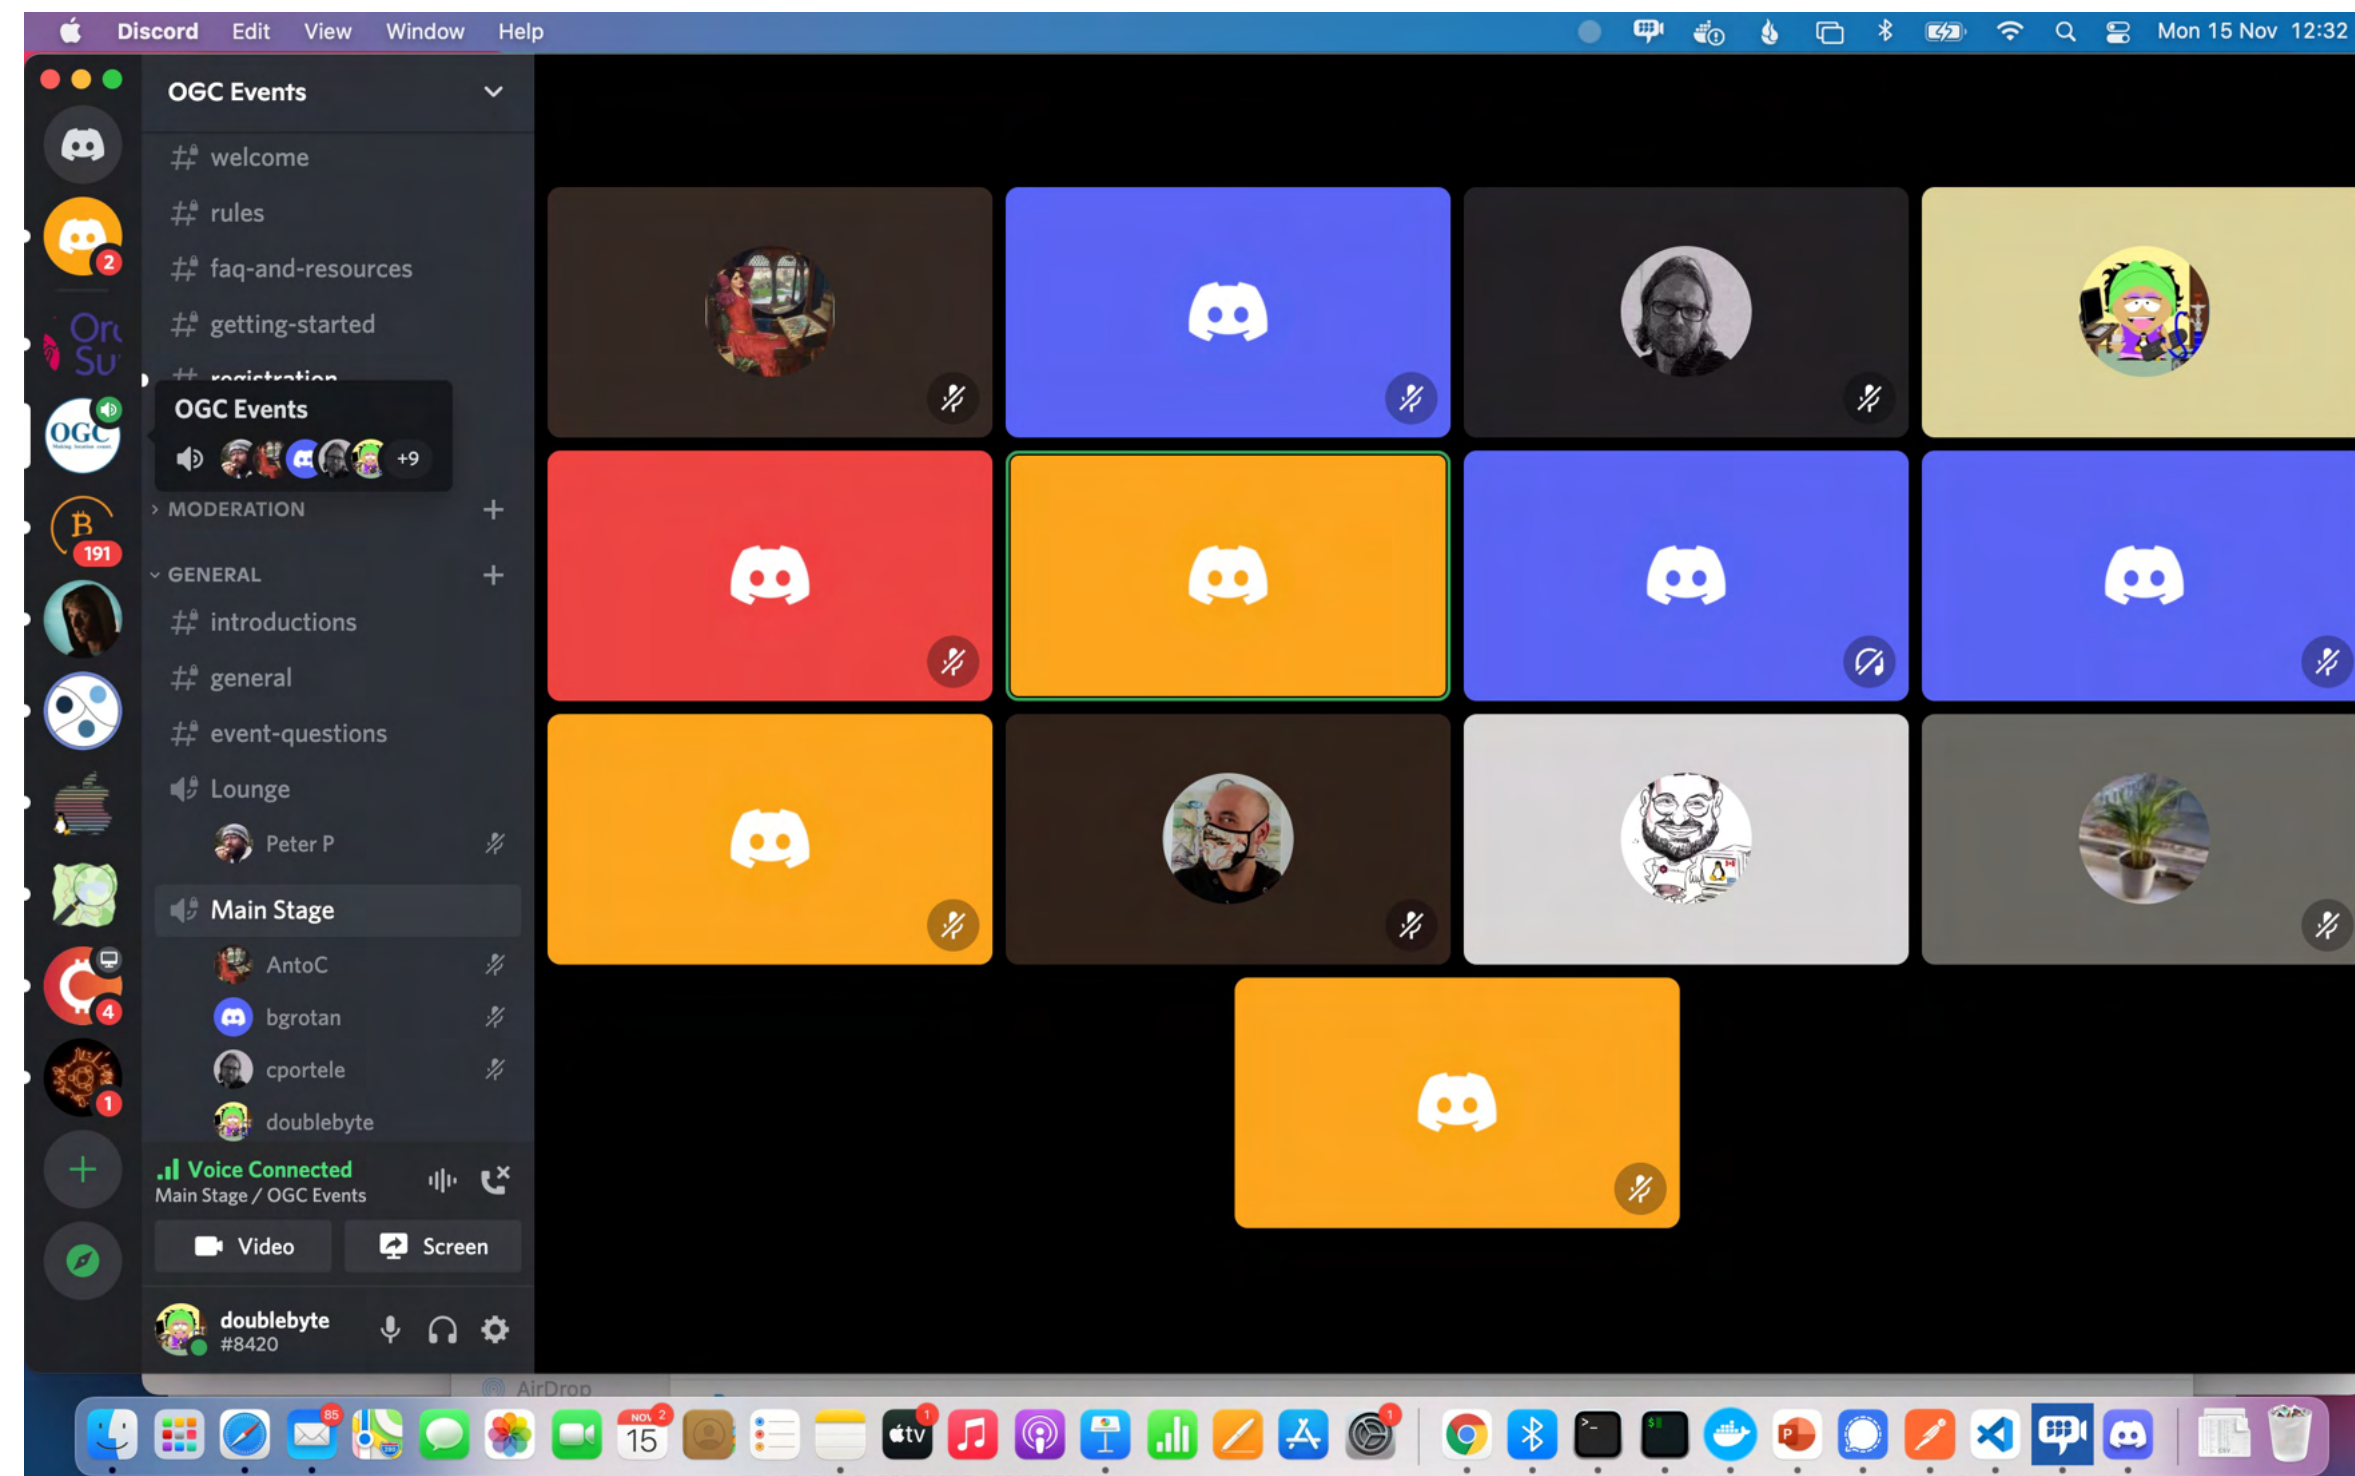 Discord Edit View Window Help
Mon 15 Nov 12:32
OGC Events
welcome
rules
faq-and-resources
getting-started
registration
OGC Events
+9
MODERATION
GENERAL
introductions
general
event-questions
Lounge
Peter P
Main Stage
AntoC
bgrotan
cportele
doublebyte
Voice Connected
Main Stage / OGC Events
Video
Screen
doublebyte
#8420
2
OGC
191
4
1
AirDrop
85
NOV 2
15
tv
1
1